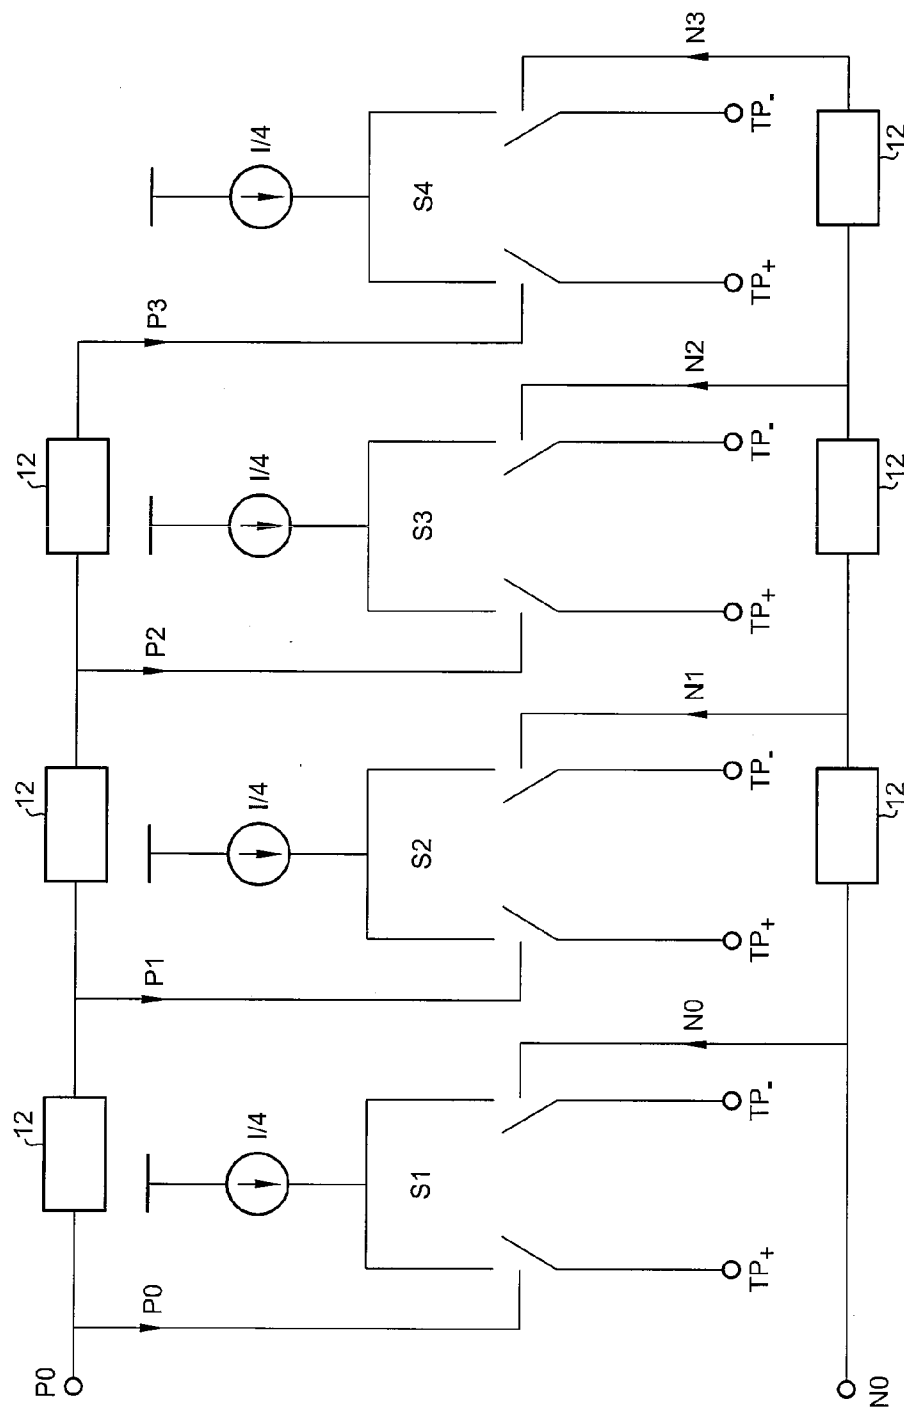 12
12
12
P0
P0
P1
P2
P3
I/4
I/4
I/4
I/4
S1
S2
S3
S4
N0
N1
N2
N3
TP+
TP-
TP+
TP-
TP+
TP-
TP+
TP-
N0
12
12
12